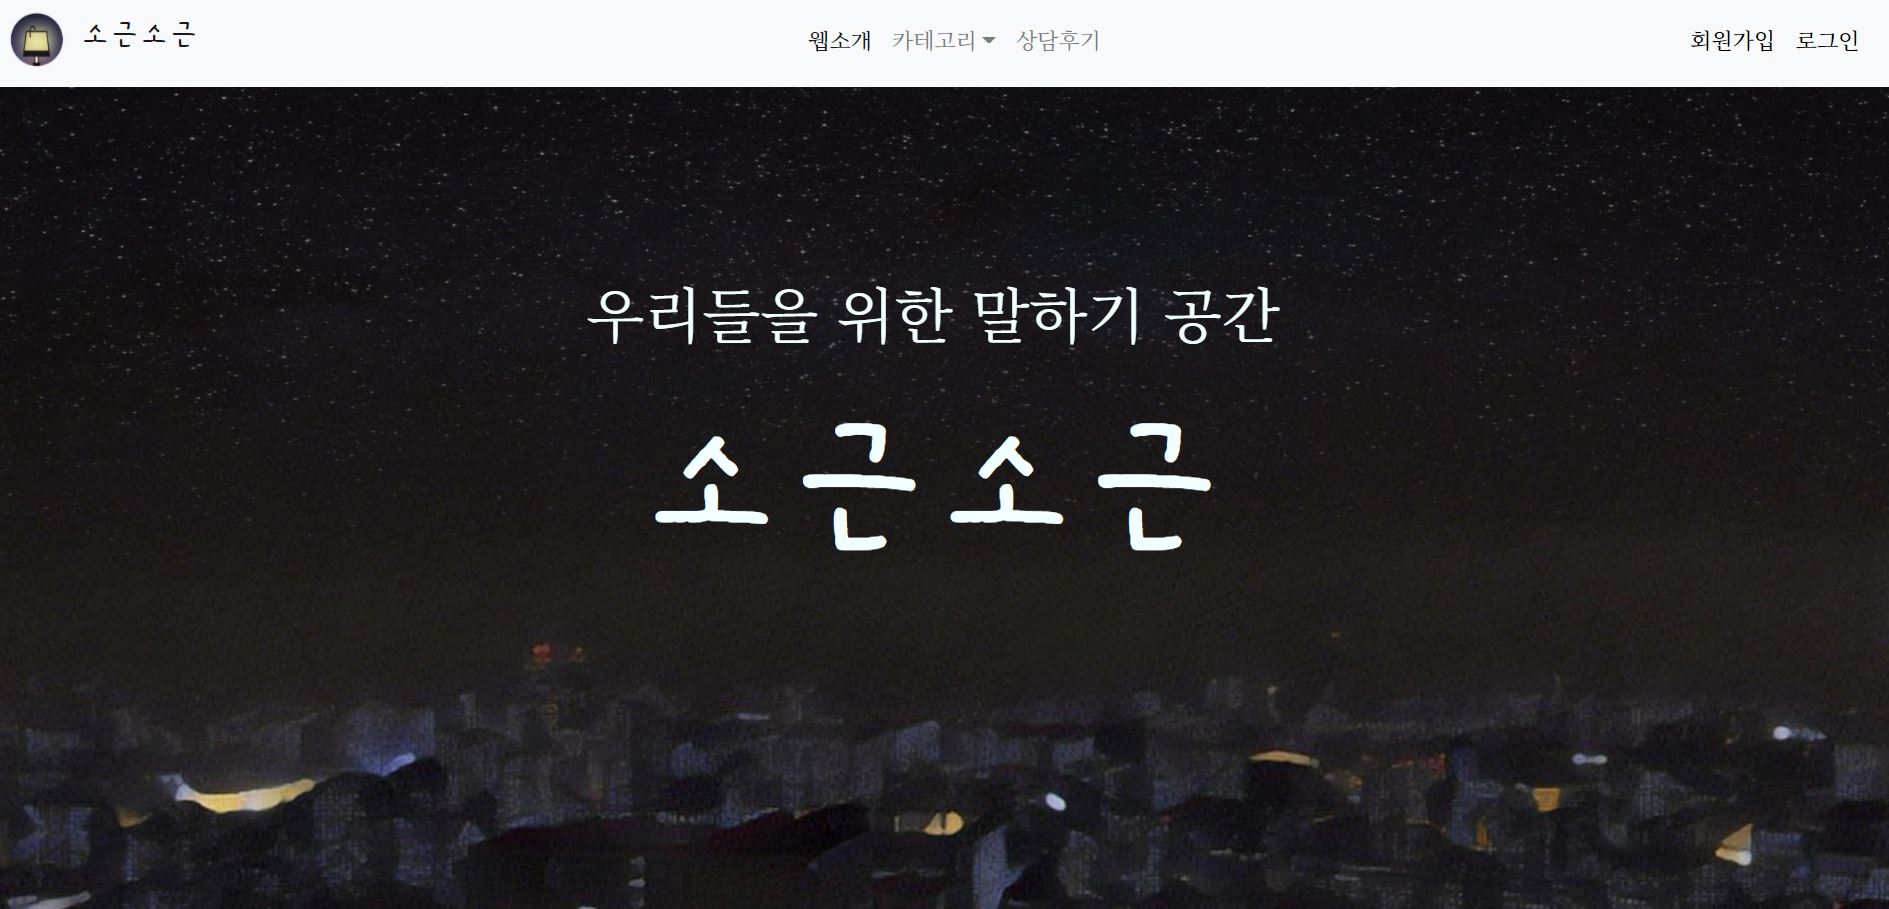 소근소근
웹소개 카테고리 상담후기
회원가입 로그인
우리들을 위한 말하기 공간
소근소근